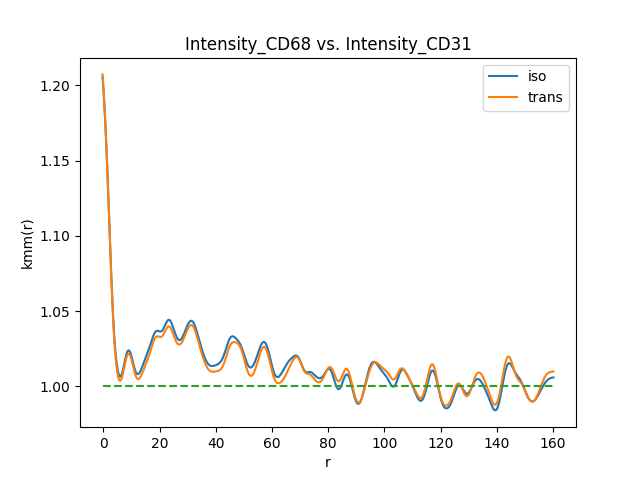 Intensity_CD68 vs. Intensity_CD31
iso
trans
1.20
1.15
1.10
1.05
1.00
kmm(r)
0 20 40 60 80 100 120 140 160
r